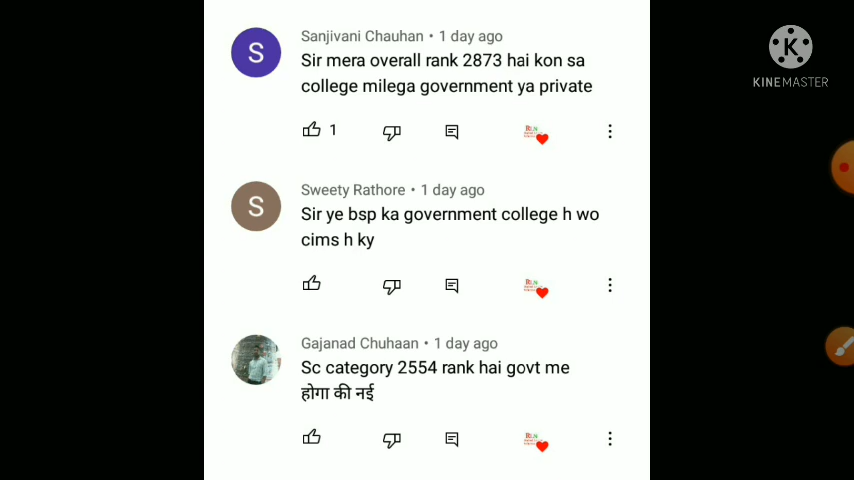 Sanjivani Chauhan • 1 day ago
Sir mera overall rank 2873 hai kon sa
college milega government ya private
1
Sweety Rathore • 1 day ago
Sir ye bsp ka government college h wo
cims h ky
Gajanad Chuhaan • 1 day ago
Sc category 2554 rank hai govt me
होगा की नई
S
S
K
KINEMASTER